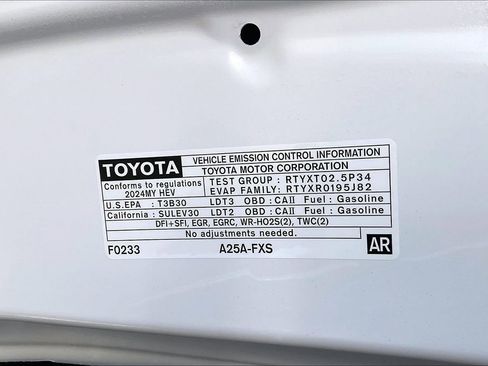 TOYOTA VEHICLE EMISSION CONTROL INFORMATION
TOYOTA MOTOR CORPORATION
Conforms to regulations
2024MY HEV
TEST GROUP : RTYXT02.5P34
EVAP FAMILY: RTYXR0195J82
U.S.EPA : T3B30 LDT3 OBD : CAII Fuel : Gasoline
California : SULEV30 LDT2 OBD : CAII Fuel : Gasoline
DFI+SFI, EGR, EGRC, WR-HO2S(2), TWC(2)
No adjustments needed.
F0233 A25A-FXS AR